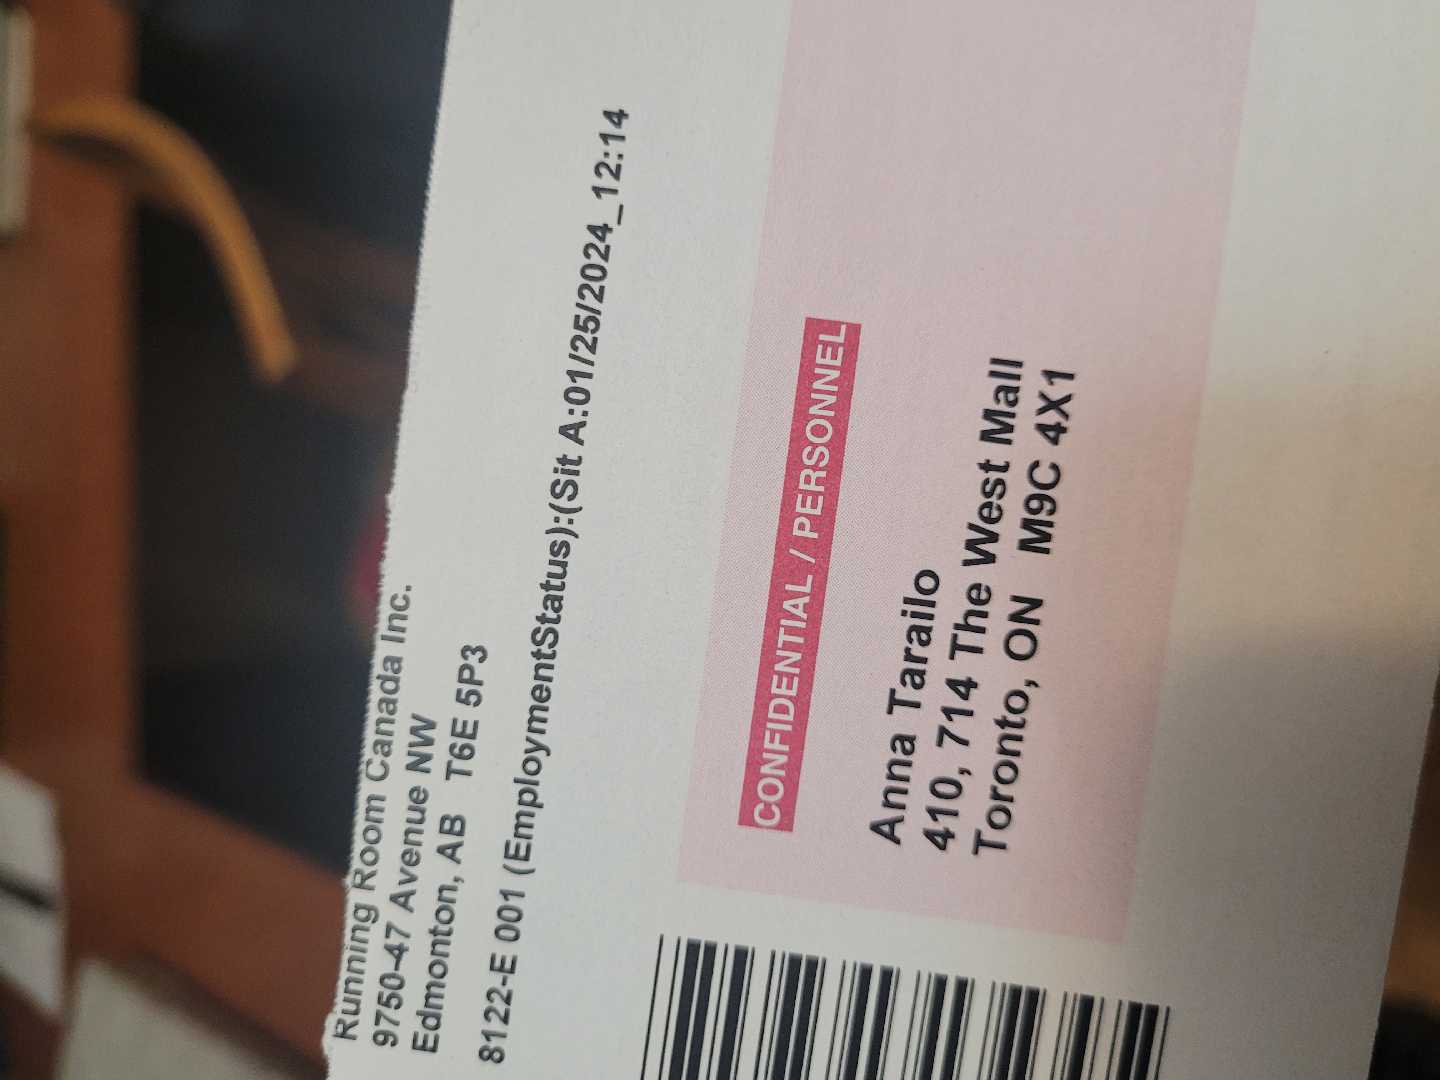 Running Room Canada Inc.
9750-47 Avenue NW
Edmonton, AB T6E 5P3
8122-E 001 (EmploymentStatus):(Sit A:01/25/2024_12:14
CONFIDENTIAL / PERSONNEL
Anna Tarailo
410, 714 The West Mall
Toronto, ON M9C 4X1